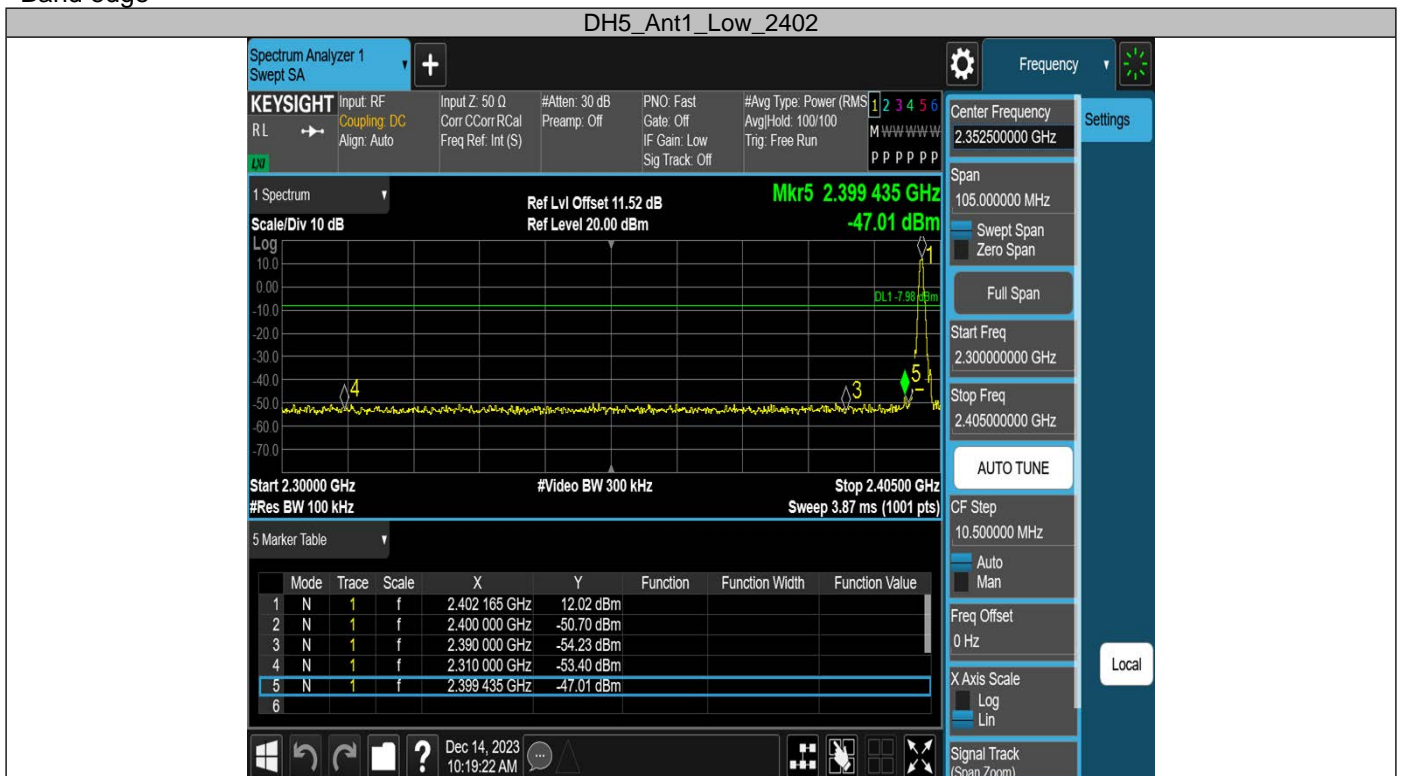 Band edge
DH5_Ant1_Low_2402
Spectrum Analyzer 1
Swept SA
+
Frequency
KEYSIGHT
RL
LXI
Input: RF
Coupling: DC
Align: Auto
Input Z: 50 Ω
Corr CCorr RCal
Freq Ref: Int (S)
#Atten: 30 dB
Preamp: Off
PNO: Fast
Gate: Off
IF Gain: Low
Sig Track: Off
#Avg Type: Power (RMS
Avg|Hold: 100/100
Trig: Free Run
1 2 3 4 5 6
M W W W W W
P P P P P P
1 Spectrum
Scale/Div 10 dB
Ref Lvl Offset 11.52 dB
Ref Level 20.00 dBm
Mkr5 2.399 435 GHz
-47.01 dBm
Log
10.0
0.00
-10.0
-20.0
-30.0
-40.0
-50.0
-60.0
-70.0
1
DL1 -7.98 dBm
4
3
5
Start 2.30000 GHz
#Res BW 100 kHz
#Video BW 300 kHz
Stop 2.40500 GHz
Sweep 3.87 ms (1001 pts)
5 Marker Table
Mode Trace Scale X Y Function Function Width Function Value
1 N 1 f 2.402 165 GHz 12.02 dBm
2 N 1 f 2.400 000 GHz -50.70 dBm
3 N 1 f 2.390 000 GHz -54.23 dBm
4 N 1 f 2.310 000 GHz -53.40 dBm
5 N 1 f 2.399 435 GHz -47.01 dBm
6
?
Dec 14, 2023
10:19:22 AM
Center Frequency
2.352500000 GHz
Settings
Span
105.000000 MHz
Swept Span
Zero Span
Full Span
Start Freq
2.300000000 GHz
Stop Freq
2.405000000 GHz
AUTO TUNE
CF Step
10.500000 MHz
Auto
Man
Freq Offset
0 Hz
Local
X Axis Scale
Log
Lin
Signal Track
(Span Zoom)